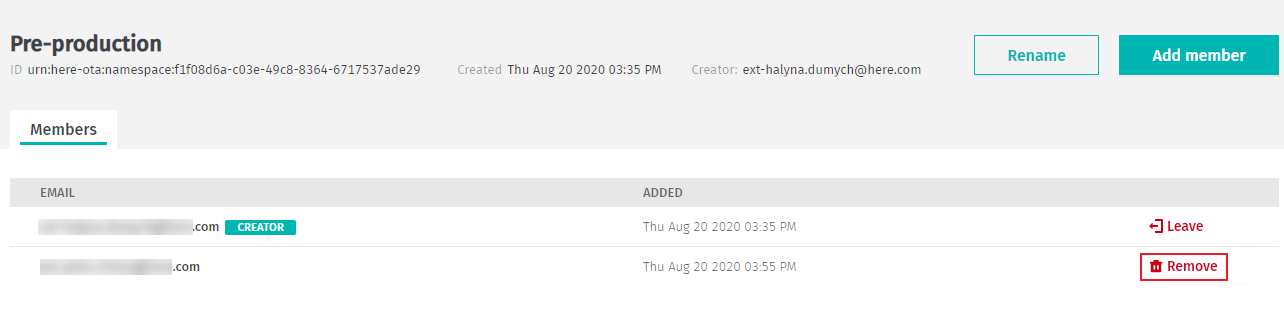 Pre-production
Rename
Add member
ID urn:here-ota:namespace:f1f08d6a-c03e-49c8-8364-6717537ade29 Created Thu Aug 20 2020 03:35 PM Creator: ext-halyna.dumych@here.com
Members
EMAIL ADDED
.com CREATOR Thu Aug 20 2020 03:35 PM Leave
.com Thu Aug 20 2020 03:55 PM Remove